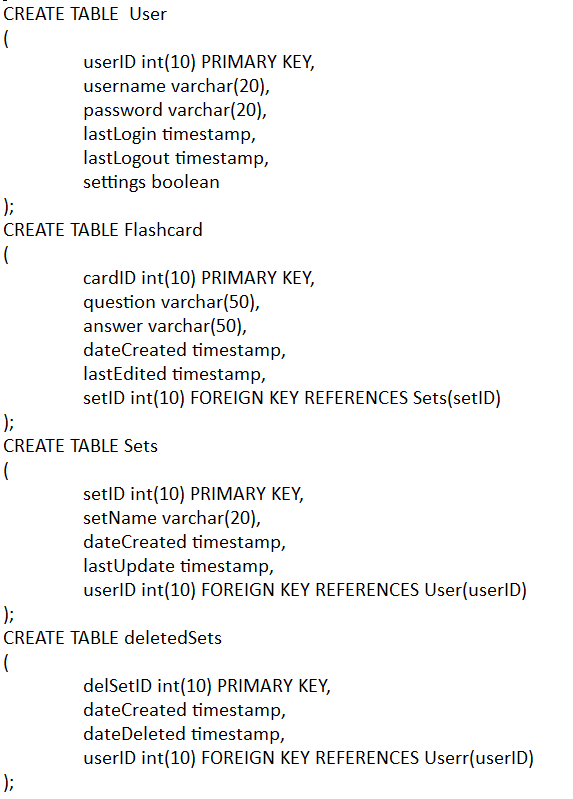 CREATE TABLE  User
(
userID int(10) PRIMARY KEY,
username varchar(20),
password varchar(20),
lastLogin timestamp,
lastLogout timestamp,
settings boolean
);
CREATE TABLE Flashcard
(
cardID int(10) PRIMARY KEY,
question varchar(50),
answer varchar(50),
dateCreated timestamp,
lastEdited timestamp,
setID int(10) FOREIGN KEY REFERENCES Sets(setID)
);
CREATE TABLE Sets
(
setID int(10) PRIMARY KEY,
setName varchar(20),
dateCreated timestamp,
lastUpdate timestamp,
userID int(10) FOREIGN KEY REFERENCES User(userID)
);
CREATE TABLE deletedSets
(
delSetID int(10) PRIMARY KEY,
dateCreated timestamp,
dateDeleted timestamp,
userID int(10) FOREIGN KEY REFERENCES Userr(userID)
);